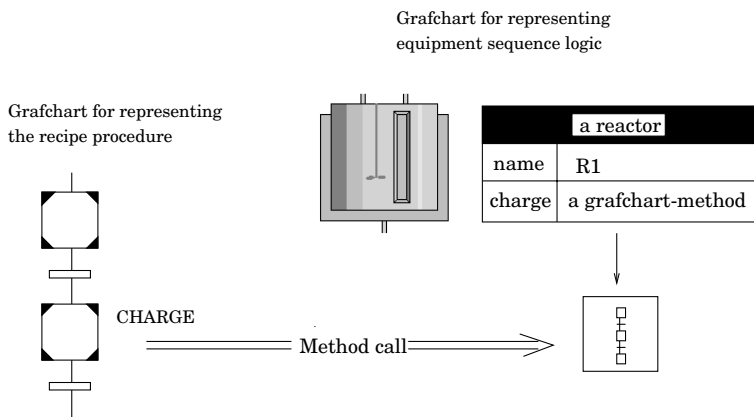 Grafchart for representing
equipment sequence logic
Grafchart for representing
the recipe procedure
a reactor
name R1
charge a grafchart-method
CHARGE
Method call